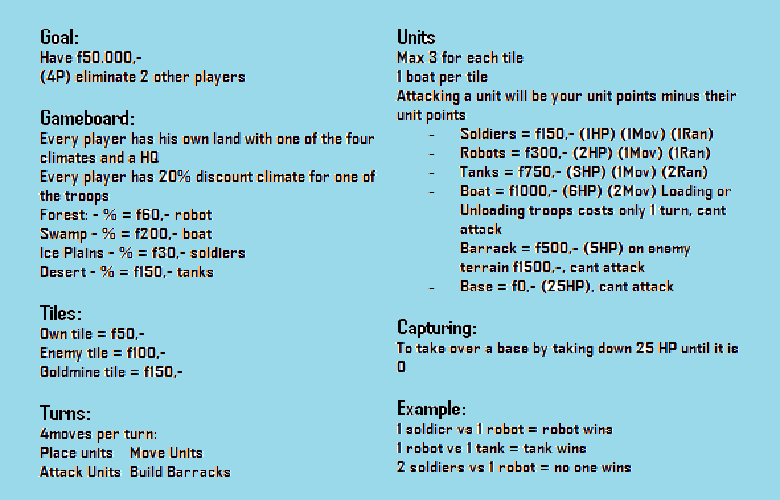 Goal:
Have f50.000,-
(4P) eliminate 2 other players
Gameboard:
Every player has his own land with one of the four
climates and a HQ
Every player has 20% discount climate for one of
the troops
Forest: - % = f60,- robot
Swamp - % = f200,- boat
Ice Plains - % = f30,- soldiers
Desert - % = f150,- tanks
Tiles:
Own tile = f50,-
Enemy tile = f100,-
Goldmine tile = f150,-
Turns:
4moves per turn:
Place units Move Units
Attack Units Build Barracks
Units
Max 3 for each tile
1 boat per tile
Attacking a unit will be your unit points minus their
unit points
- Soldiers = f150,- (1HP) (1Mov) (1Ran)
- Robots = f300,- (2HP) (1Mov) (1Ran)
- Tanks = f750,- (3HP) (1Mov) (2Ran)
- Boat = f1000,- (6HP) (2Mov) Loading or
Unloading troops costs only 1 turn, cant
attack
Barrack = f500,- (5HP) on enemy
terrain f1500,-, cant attack
- Base = f0,- (25HP), cant attack
Capturing:
To take over a base by taking down 25 HP until it is
0
Example:
1 soldier vs 1 robot = robot wins
1 robot vs 1 tank = tank wins
2 soldiers vs 1 robot = no one wins